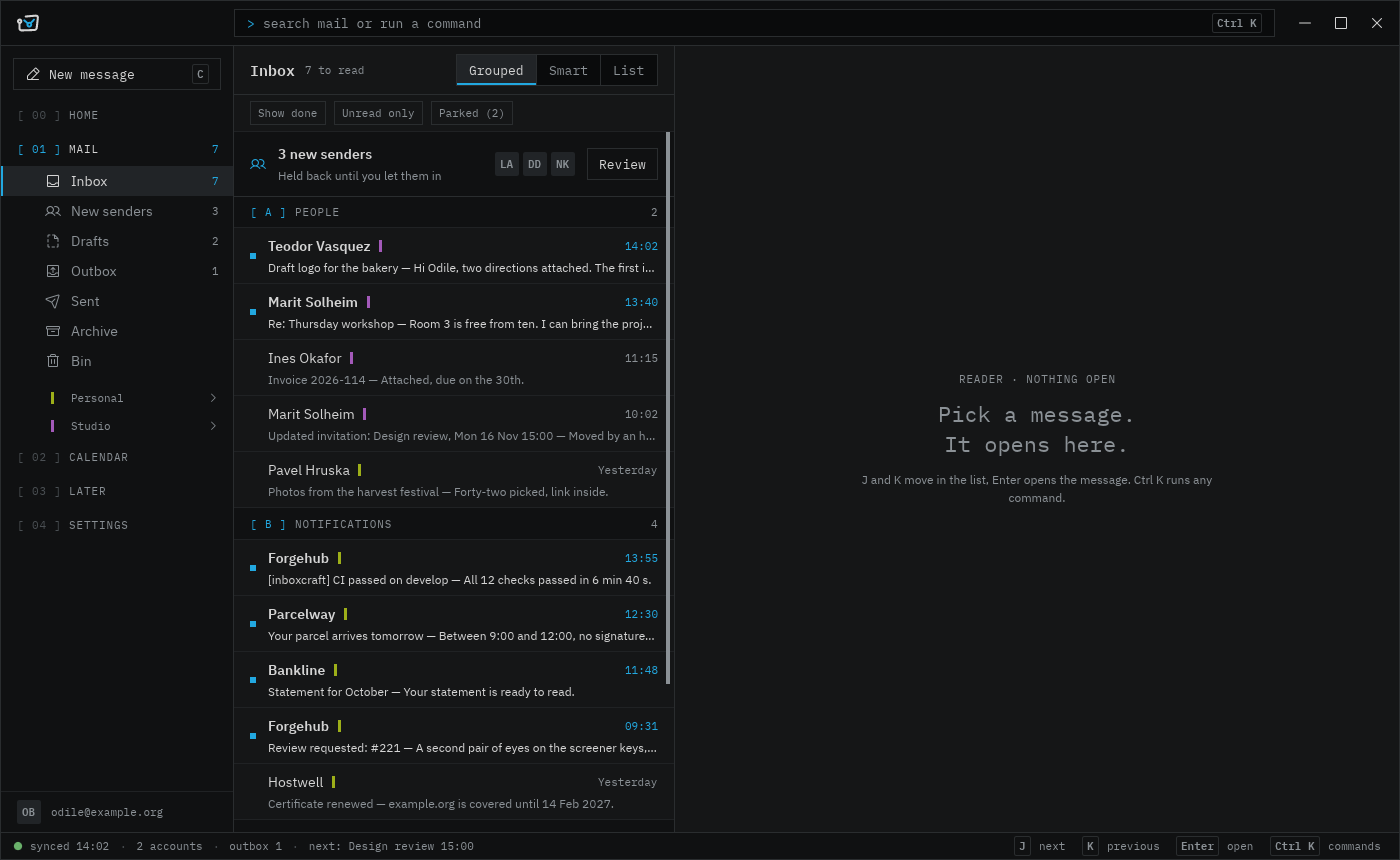 > search mail or run a command Ctrl K
New message C
[ 00 ] HOME
[ 01 ] MAIL 7
Inbox 7
New senders 3
Drafts 2
Outbox 1
Sent
Archive
Bin
Personal
Studio
[ 02 ] CALENDAR
[ 03 ] LATER
[ 04 ] SETTINGS
OB odile@example.org
Inbox 7 to read Grouped Smart List
Show done Unread only Parked (2)
3 new senders
Held back until you let them in
LA DD NK Review
[ A ] PEOPLE 2
Teodor Vasquez 14:02
Draft logo for the bakery — Hi Odile, two directions attached. The first i…
Marit Solheim 13:40
Re: Thursday workshop — Room 3 is free from ten. I can bring the proj…
Ines Okafor 11:15
Invoice 2026-114 — Attached, due on the 30th.
Marit Solheim 10:02
Updated invitation: Design review, Mon 16 Nov 15:00 — Moved by an h…
Pavel Hruska Yesterday
Photos from the harvest festival — Forty-two picked, link inside.
[ B ] NOTIFICATIONS 4
Forgehub 13:55
[inboxcraft] CI passed on develop — All 12 checks passed in 6 min 40 s.
Parcelway 12:30
Your parcel arrives tomorrow — Between 9:00 and 12:00, no signature…
Bankline 11:48
Statement for October — Your statement is ready to read.
Forgehub 09:31
Review requested: #221 — A second pair of eyes on the screener keys,…
Hostwell Yesterday
Certificate renewed — example.org is covered until 14 Feb 2027.
READER · NOTHING OPEN
Pick a message.
It opens here.
J and K move in the list, Enter opens the message. Ctrl K runs any
command.
synced 14:02 · 2 accounts · outbox 1 · next: Design review 15:00
J next K previous Enter open Ctrl K commands